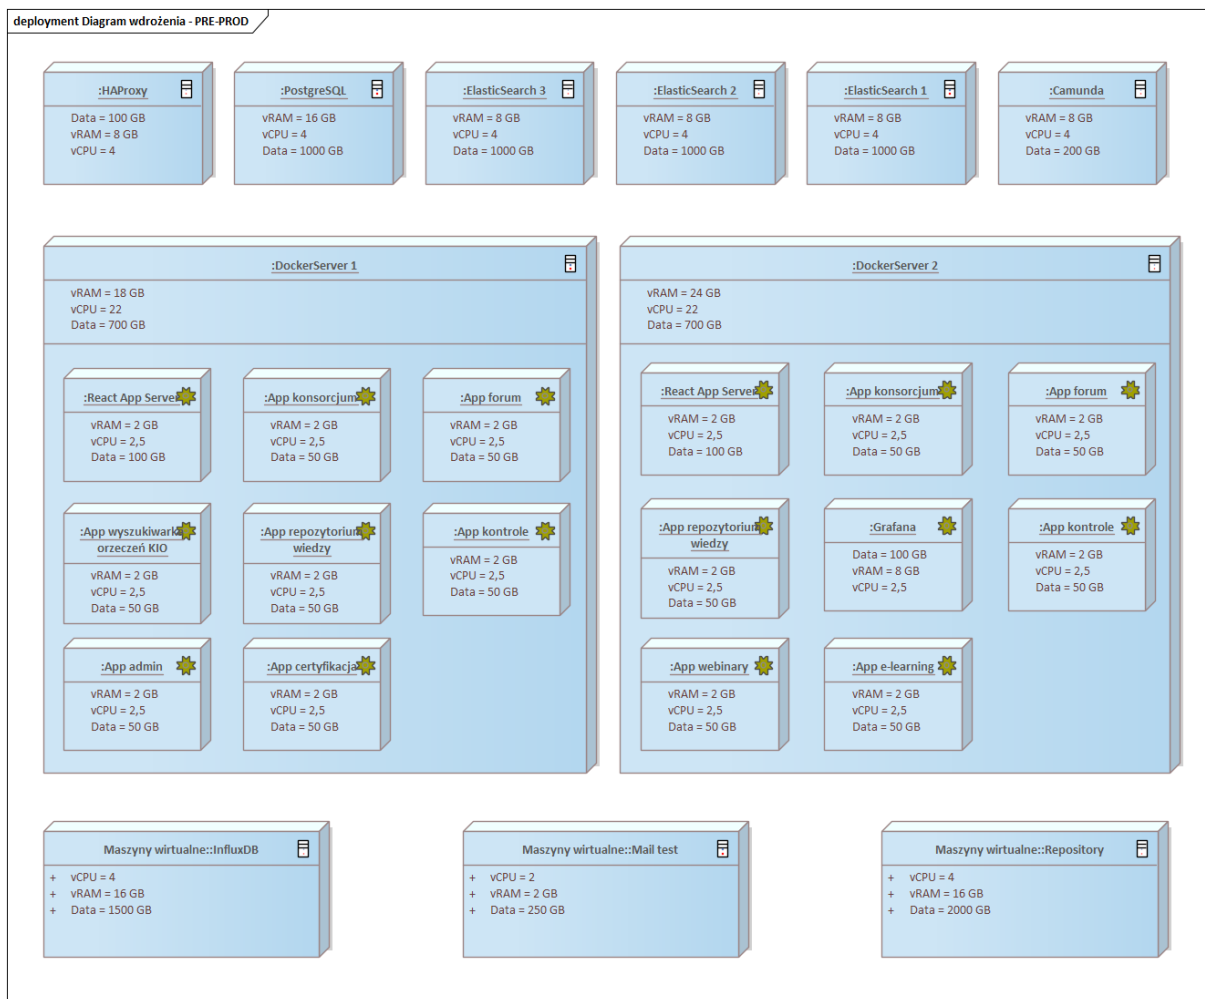 deployment Diagram wdrożenia - PRE-PROD
:HAProxy
Data = 100 GB
vRAM = 8 GB
vCPU = 4
:PostgreSQL
vRAM = 16 GB
vCPU = 4
Data = 1000 GB
:ElasticSearch 3
vRAM = 8 GB
vCPU = 4
Data = 1000 GB
:ElasticSearch 2
vRAM = 8 GB
vCPU = 4
Data = 1000 GB
:ElasticSearch 1
vRAM = 8 GB
vCPU = 4
Data = 1000 GB
:Camunda
vRAM = 8 GB
vCPU = 4
Data = 200 GB
:DockerServer 1
vRAM = 18 GB
vCPU = 22
Data = 700 GB
:React App Server
vRAM = 2 GB
vCPU = 2,5
Data = 100 GB
:App konsorcjum
vRAM = 2 GB
vCPU = 2,5
Data = 50 GB
:App forum
vRAM = 2 GB
vCPU = 2,5
Data = 50 GB
:App wyszukiwarka
orzeczeń KIO
vRAM = 2 GB
vCPU = 2,5
Data = 50 GB
:App repozytorium
wiedzy
vRAM = 2 GB
vCPU = 2,5
Data = 50 GB
:App kontrole
vRAM = 2 GB
vCPU = 2,5
Data = 50 GB
:App admin
vRAM = 2 GB
vCPU = 2,5
Data = 50 GB
:App certyfikacja
vRAM = 2 GB
vCPU = 2,5
Data = 50 GB
:DockerServer 2
vRAM = 24 GB
vCPU = 22
Data = 700 GB
:React App Server
vRAM = 2 GB
vCPU = 2,5
Data = 100 GB
:App konsorcjum
vRAM = 2 GB
vCPU = 2,5
Data = 50 GB
:App forum
vRAM = 2 GB
vCPU = 2,5
Data = 50 GB
:App repozytorium
wiedzy
vRAM = 2 GB
vCPU = 2,5
Data = 50 GB
:Grafana
Data = 100 GB
vRAM = 8 GB
vCPU = 2,5
:App kontrole
vRAM = 2 GB
vCPU = 2,5
Data = 50 GB
:App webinary
vRAM = 2 GB
vCPU = 2,5
Data = 50 GB
:App e-learning
vRAM = 2 GB
vCPU = 2,5
Data = 50 GB
Maszyny wirtualne::InfluxDB
+ vCPU = 4
+ vRAM = 16 GB
+ Data = 1500 GB
Maszyny wirtualne::Mail test
+ vCPU = 2
+ vRAM = 2 GB
+ Data = 250 GB
Maszyny wirtualne::Repository
+ vCPU = 4
+ vRAM = 16 GB
+ Data = 2000 GB